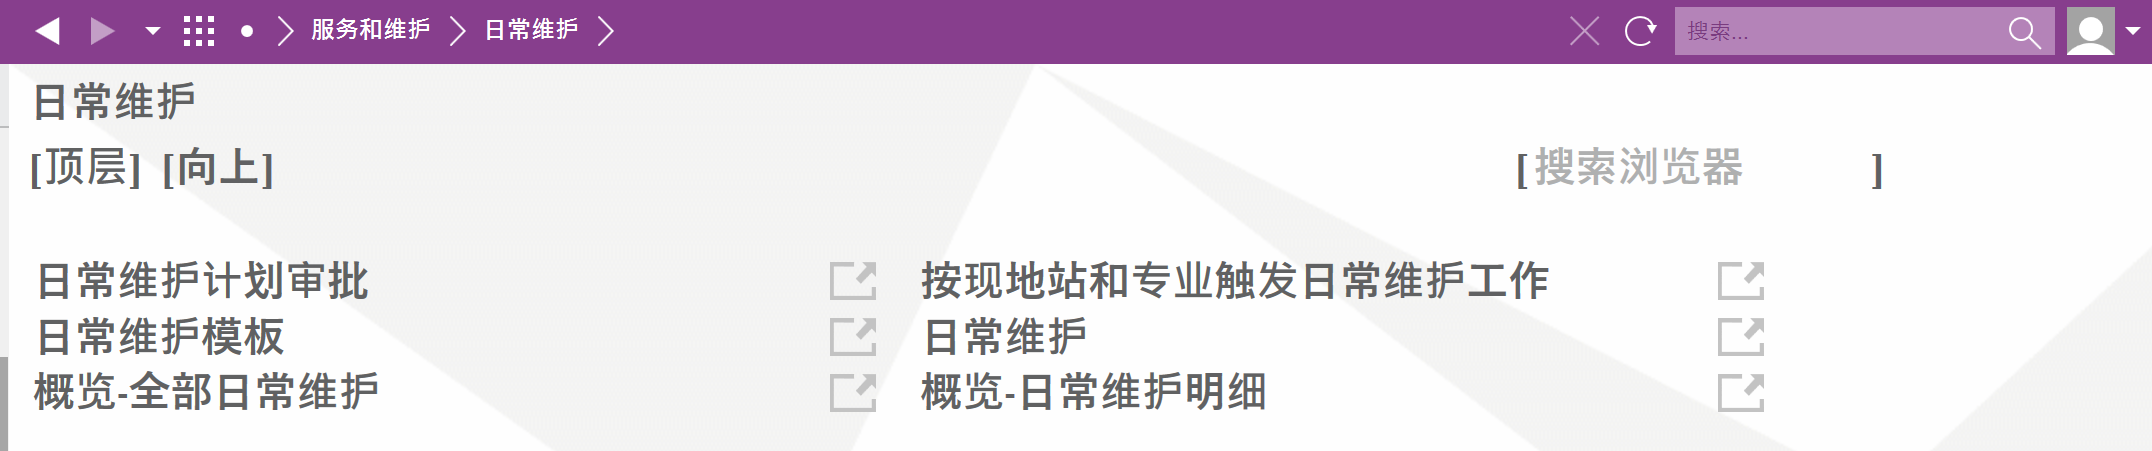 服务和维护 日常维护 搜索...
日常维护
[顶层] [向上] [搜索浏览器 ]
日常维护计划审批 按现地站和专业触发日常维护工作
日常维护模板 日常维护
概览-全部日常维护 概览-日常维护明细